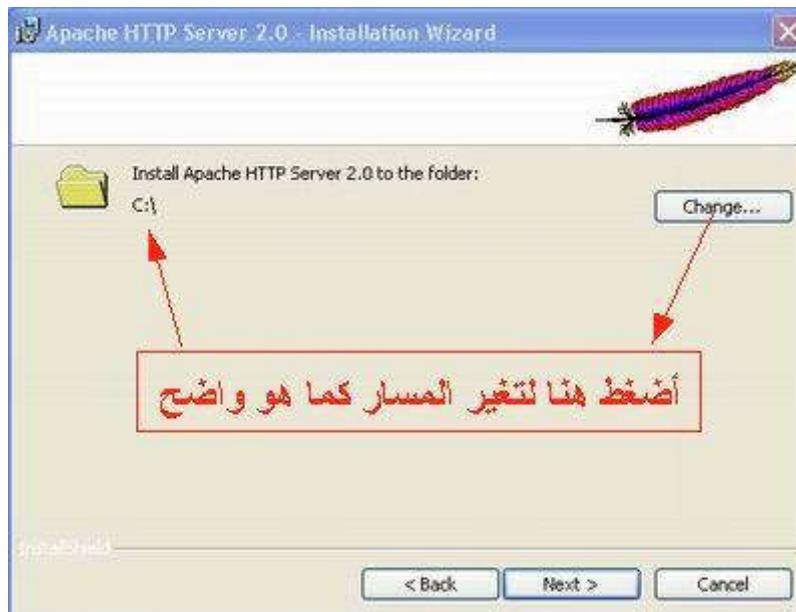 Apache HTTP Server 2.0 - Installation Wizard
Install Apache HTTP Server 2.0 to the folder:
C:\
Change...
أضغط هنا لتغير المسار كما هو واضح
InstallShield
< Back
Next >
Cancel